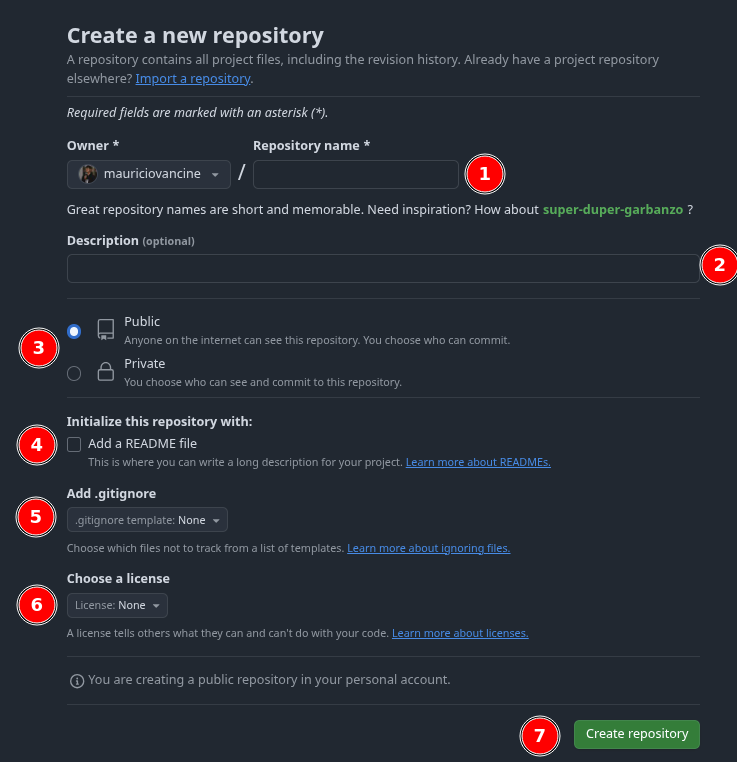 Create a new repository
A repository contains all project files, including the revision history. Already have a project repository
elsewhere? Import a repository.
Required fields are marked with an asterisk (*).
Owner * Repository name *
mauriciovancine / 1
Great repository names are short and memorable. Need inspiration? How about super-duper-garbanzo ?
Description (optional)
2
Public
3 Anyone on the internet can see this repository. You choose who can commit.
Private
You choose who can see and commit to this repository.
Initialize this repository with:
4 Add a README file
This is where you can write a long description for your project. Learn more about READMEs.
Add .gitignore
5 .gitignore template: None
Choose which files not to track from a list of templates. Learn more about ignoring files.
Choose a license
6 License: None
A license tells others what they can and can't do with your code. Learn more about licenses.
You are creating a public repository in your personal account.
7 Create repository